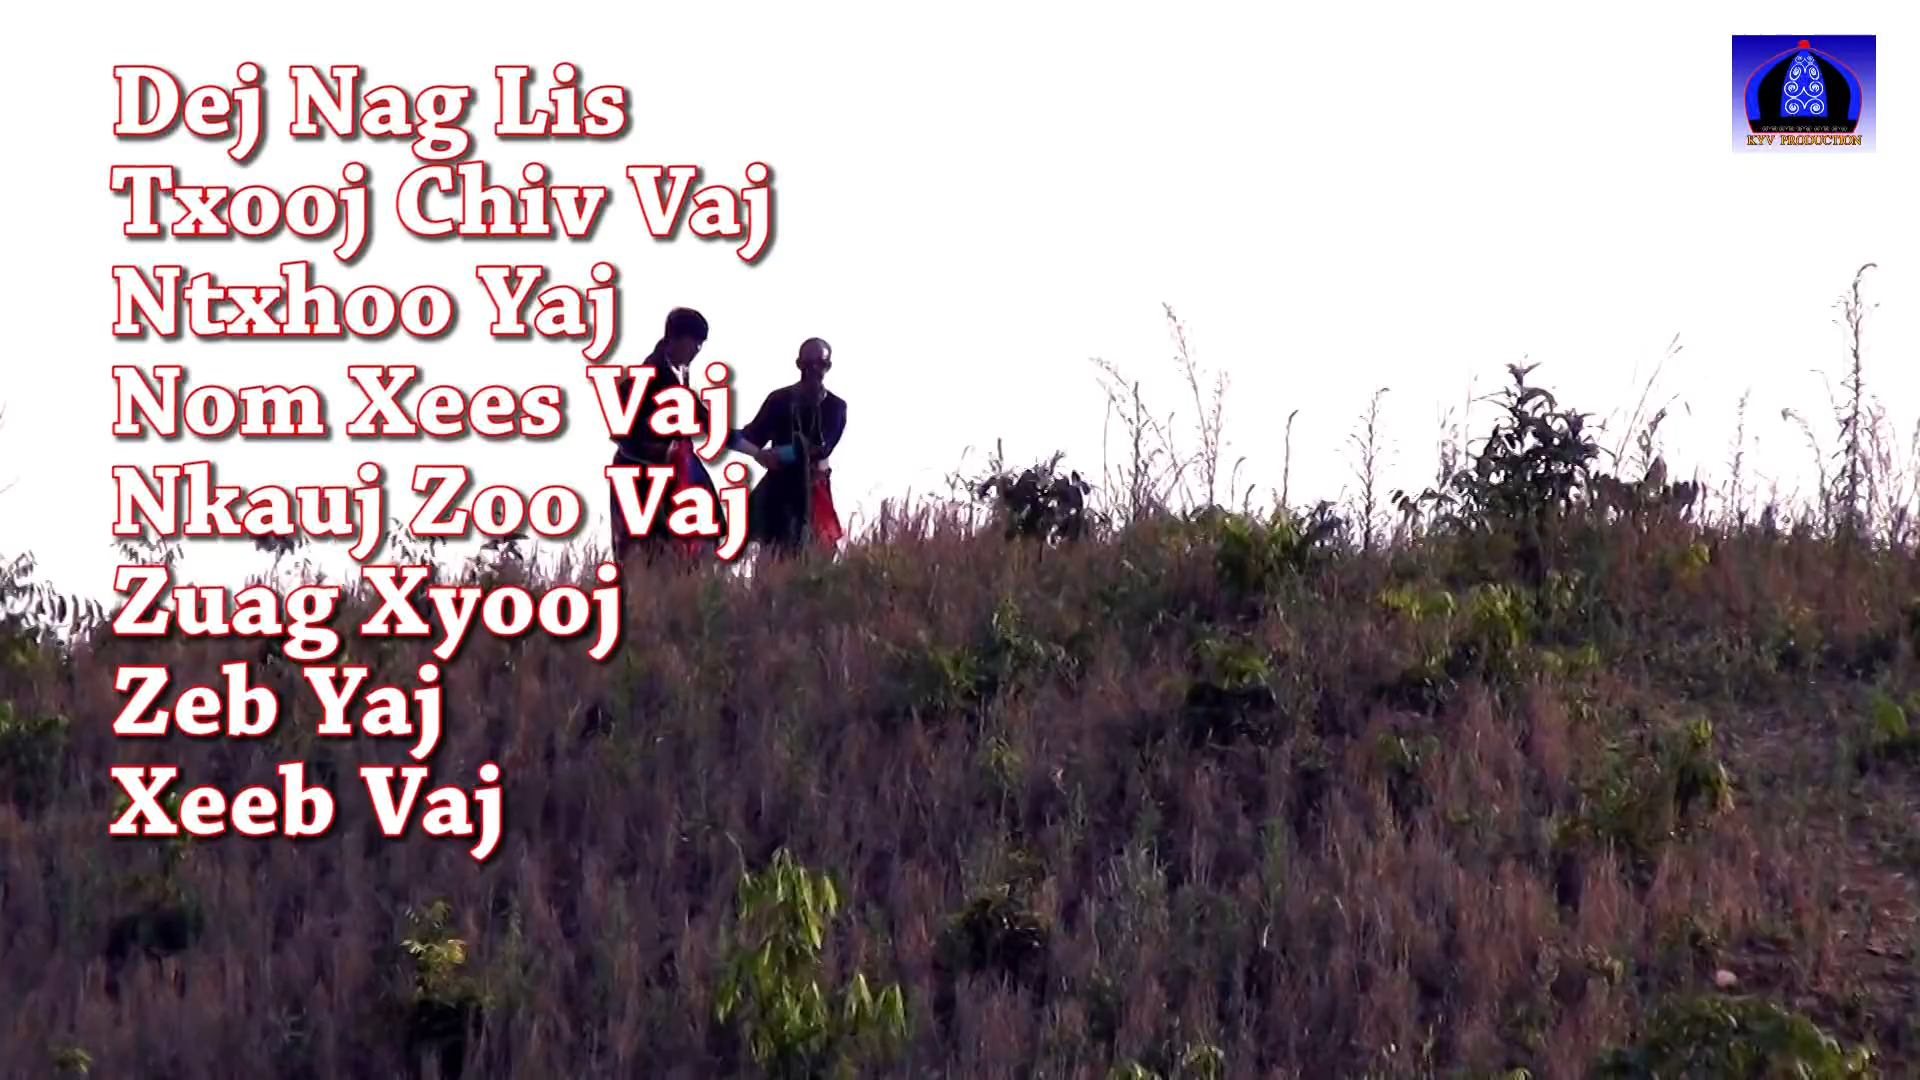 Dej Nag Lis
Txooj Chiv Vaj
Ntxhoo Yaj
Nom Xees Vaj
Nkauj Zoo Vaj
Zuag Xyooj
Zeb Yaj
Xeeb Vaj
KYV PRODUCTION